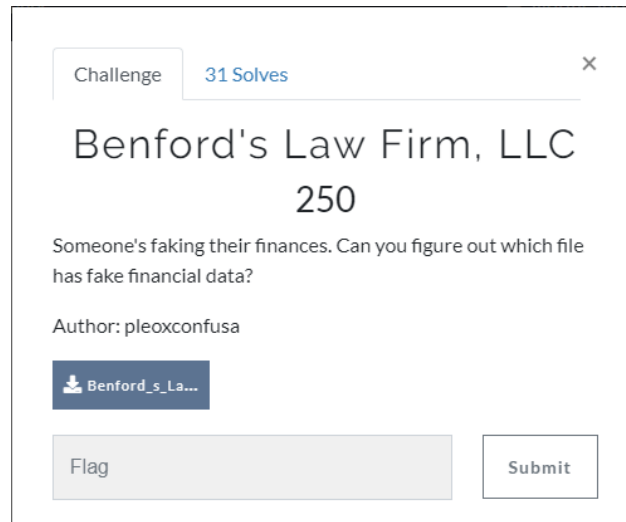 Challenge
31 Solves
×
Benford's Law Firm, LLC
250
Someone's faking their finances. Can you figure out which file
has fake financial data?
Author: pleoxconfusa
Benford_s_La...
Flag
Submit